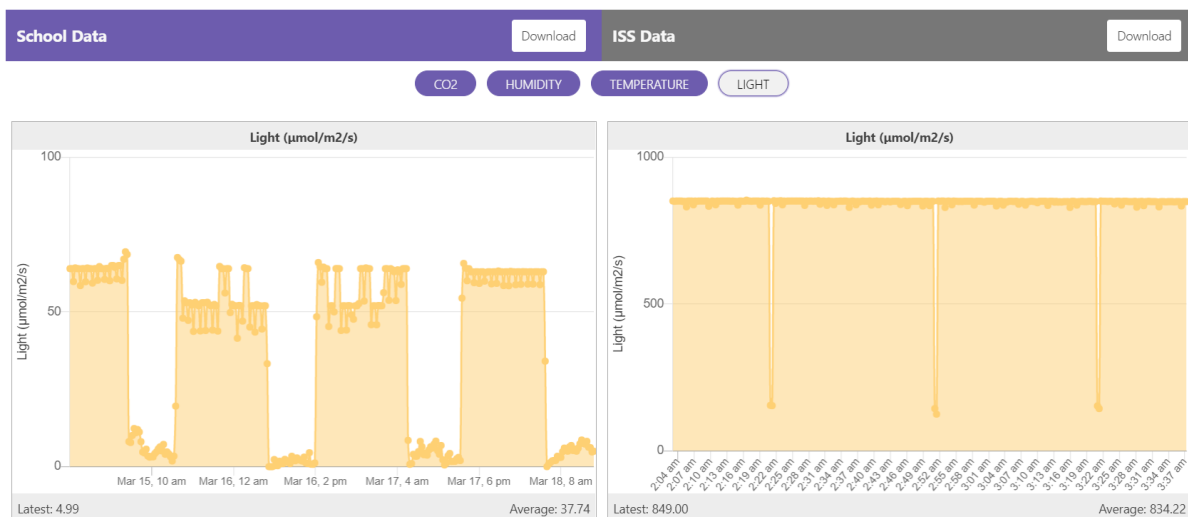 School Data
Download
ISS Data
Download
CO2
HUMIDITY
TEMPERATURE
LIGHT
Light (μmol/m2/s)
100
50
0
Light (μmol/m2/s)
Mar 15, 10 am
Mar 16, 12 am
Mar 16, 2 pm
Mar 17, 4 am
Mar 17, 6 pm
Mar 18, 8 am
Latest: 4.99
Average: 37.74
Light (μmol/m2/s)
1000
500
0
Light (μmol/m2/s)
2:04 am
2:07 am
2:10 am
2:13 am
2:16 am
2:19 am
2:22 am
2:25 am
2:28 am
2:31 am
2:34 am
2:37 am
2:40 am
2:43 am
2:46 am
2:49 am
2:52 am
2:55 am
2:58 am
3:01 am
3:04 am
3:07 am
3:10 am
3:13 am
3:16 am
3:19 am
3:22 am
3:25 am
3:28 am
3:31 am
3:34 am
3:37 am
Latest: 849.00
Average: 834.22